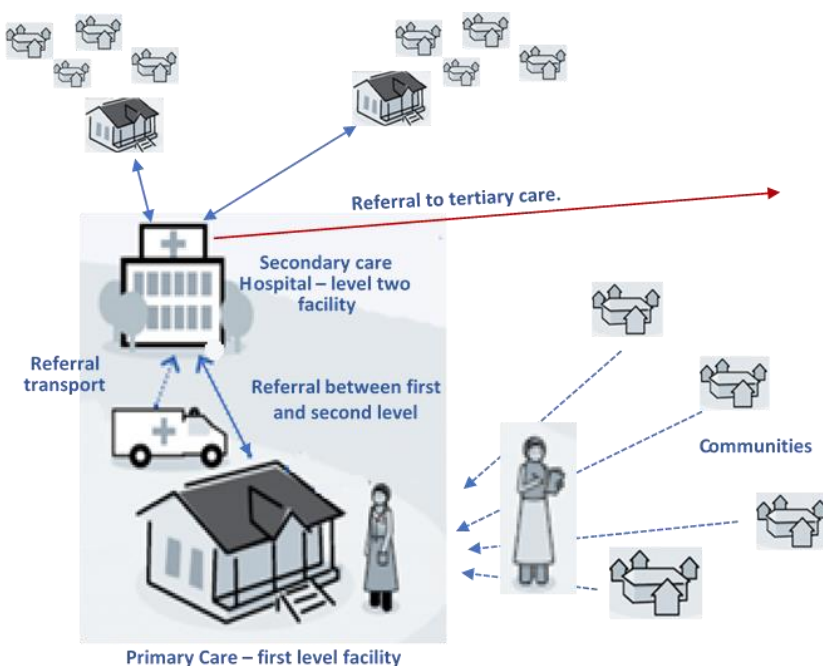 Referral to tertiary care.
Secondary care
Hospital – level two
facility
Referral
transport
Referral between first
and second level
Communities
Primary Care – first level facility